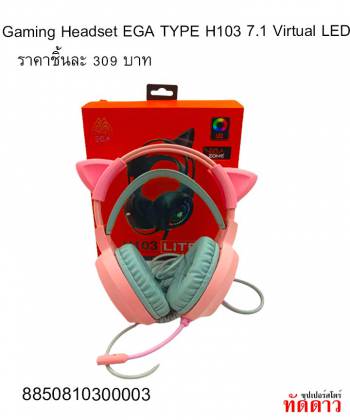 Gaming Headset EGA TYPE H103 7.1 Virtual LED
ราคาชิ้นละ 309 บาท
EGA
H103 LITE
8850810300003
ซุปเปอร์สโตร์
ทัดดาว